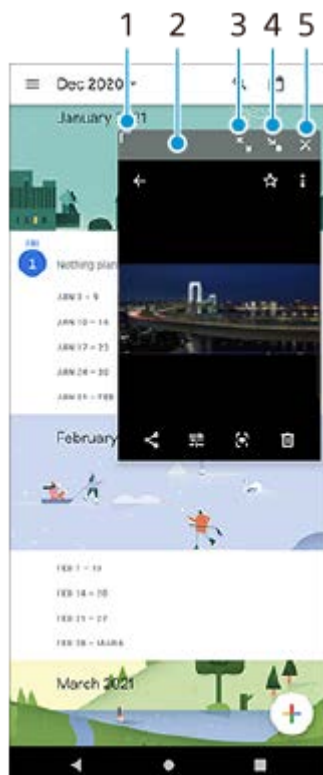 1 2 3 4 5
Dec 2020
January 2021
FRI
1
Nothing plan
JAN 3 – 9
JAN 10 – 16
JAN 17 – 23
JAN 24 – 30
JAN 31 – FEB
February
FEB 7 – 13
FEB 14 – 20
FEB 21 – 27
FEB 28 – MAR 6
March 2021